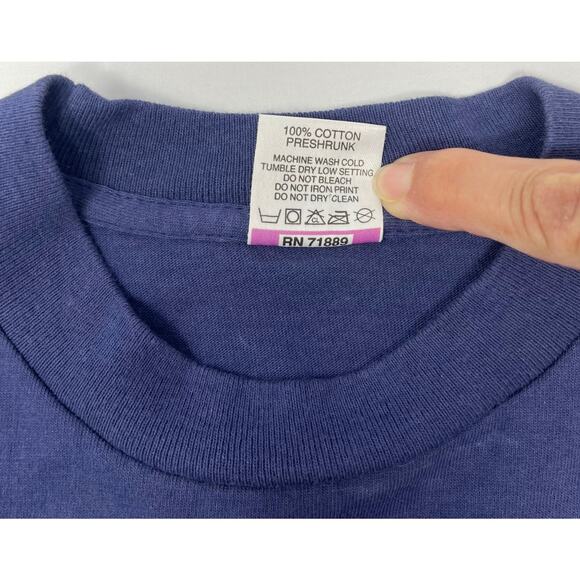 100% COTTON
PRESHRUNK
MACHINE WASH COLD
TUMBLE DRY LOW SETTING
DO NOT BLEACH
DO NOT IRON PRINT
DO NOT DRY CLEAN
CL
RN 71889